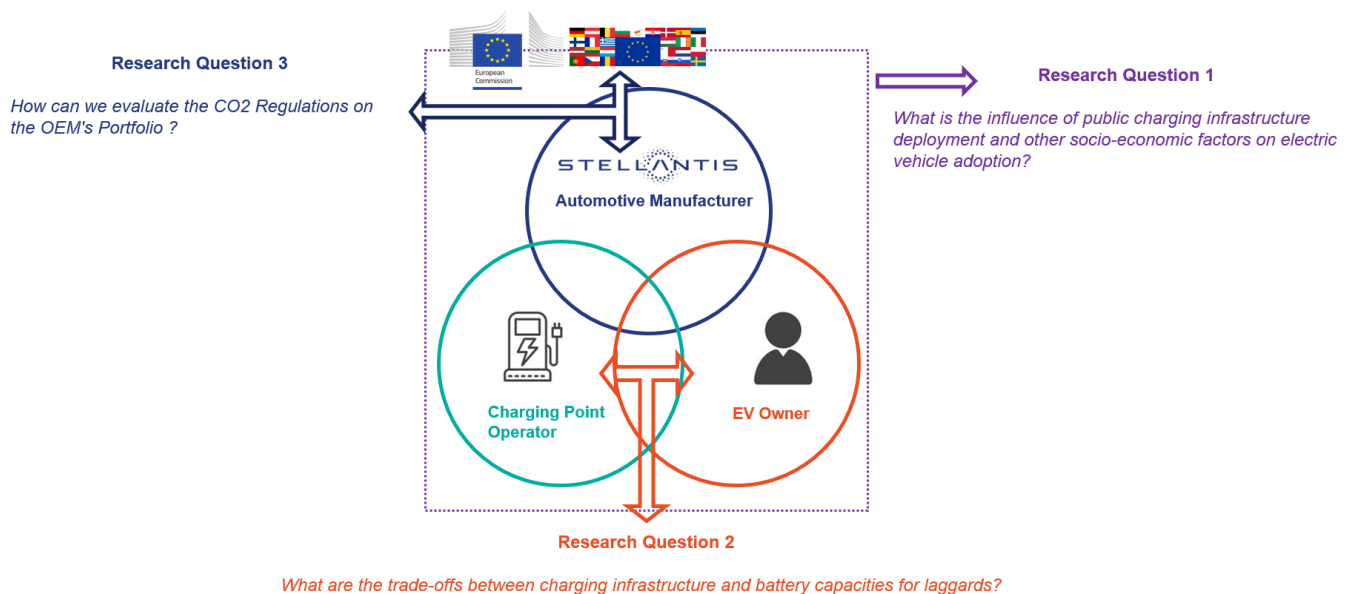 European
Commission
Research Question 3
How can we evaluate the CO2 Regulations on
the OEM's Portfolio ?
Research Question 1
What is the influence of public charging infrastructure
deployment and other socio-economic factors on electric
vehicle adoption?
STELLANTIS
Automotive Manufacturer
Charging Point
Operator
EV Owner
Research Question 2
What are the trade-offs between charging infrastructure and battery capacities for laggards?